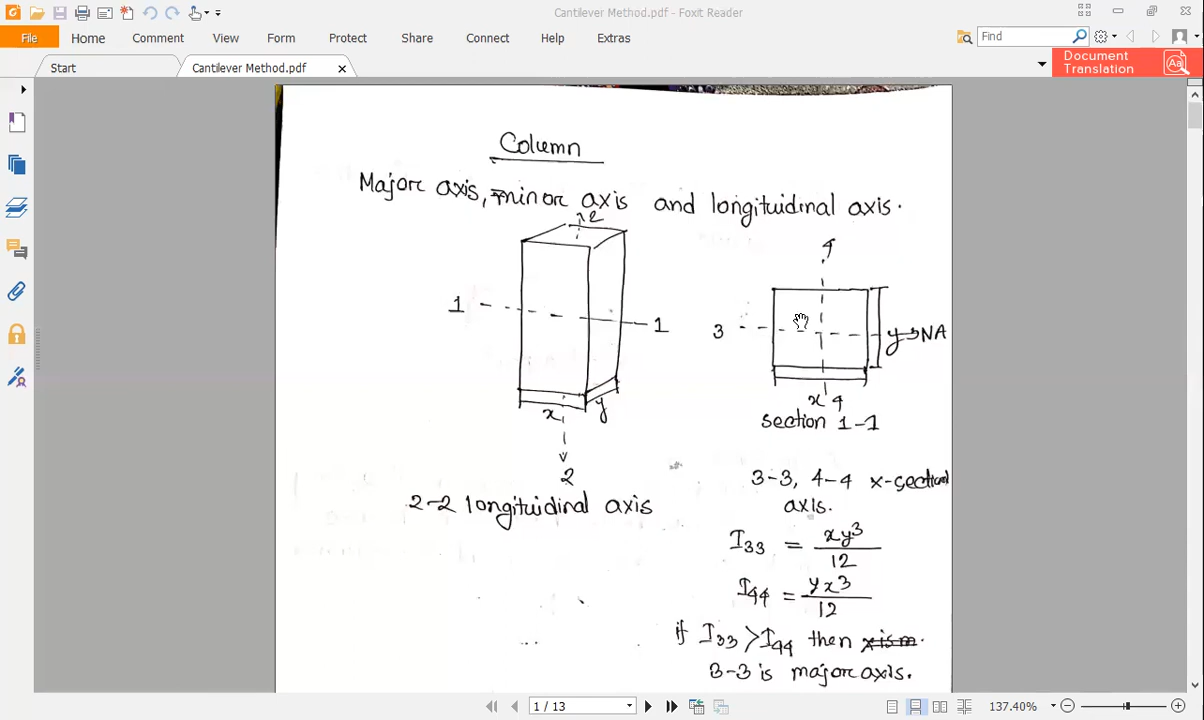 Cantilever Method.pdf - Foxit Reader
File Home Comment View Form Protect Share Connect Help Extras
Find
Document Translation
Start
Cantilever Method.pdf
Column
Major axis, minor axis and longituidinal axis.
2
1
1
x
y
2
2-2 longituidinal axis
4
3
y→NA
x 4
section 1-1
3-3, 4-4 x-sectional
axis.
I33 = xy³/12
I44 = yx³/12
if I33 > I44 then
3-3 is major axis.
1 / 13
137.40%